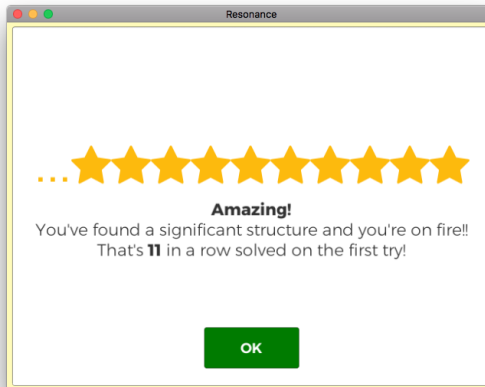 Resonance
...
Amazing!
You've found a significant structure and you're on fire!!
That's 11 in a row solved on the first try!
OK